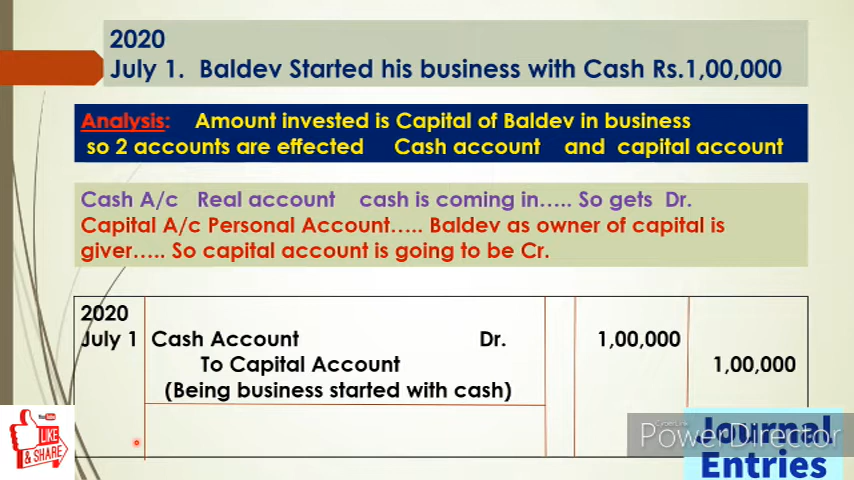 2020
July 1. Baldev Started his business with Cash Rs.1,00,000
Analysis: Amount invested is Capital of Baldev in business
so 2 accounts are effected Cash account and capital account
Cash A/c Real account cash is coming in..... So gets Dr.
Capital A/c Personal Account..... Baldev as owner of capital is
giver..... So capital account is going to be Cr.
2020
July 1 Cash Account Dr. 1,00,000
To Capital Account 1,00,000
(Being business started with cash)
You Tube
LIKE
& SHARE
CyberLink
PowerDirector
Journal
Entries